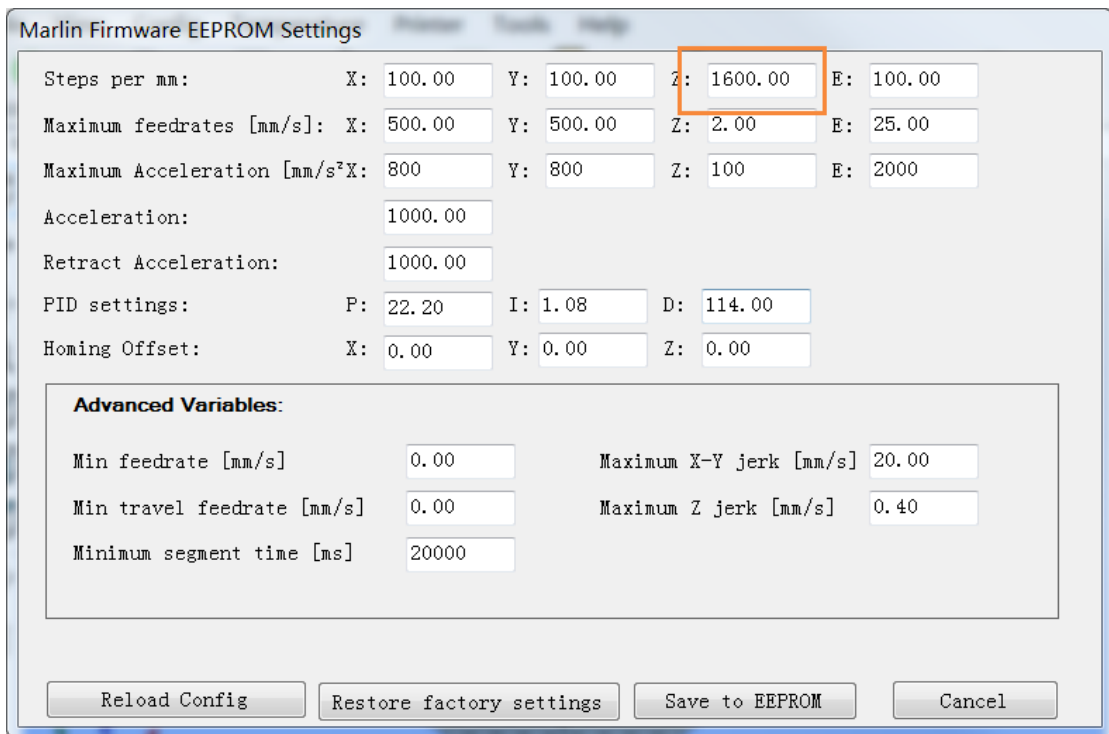 Printer Tools Help
Marlin Firmware EEPROM Settings
Steps per mm: X: 100.00 Y: 100.00 Z: 1600.00 E: 100.00
Maximum feedrates [mm/s]: X: 500.00 Y: 500.00 Z: 2.00 E: 25.00
Maximum Acceleration [mm/s²X: 800 Y: 800 Z: 100 E: 2000
Acceleration: 1000.00
Retract Acceleration: 1000.00
PID settings: P: 22.20 I: 1.08 D: 114.00
Homing Offset: X: 0.00 Y: 0.00 Z: 0.00
Advanced Variables:
Min feedrate [mm/s] 0.00 Maximum X-Y jerk [mm/s] 20.00
Min travel feedrate [mm/s] 0.00 Maximum Z jerk [mm/s] 0.40
Minimum segment time [ms] 20000
Reload Config Restore factory settings Save to EEPROM Cancel